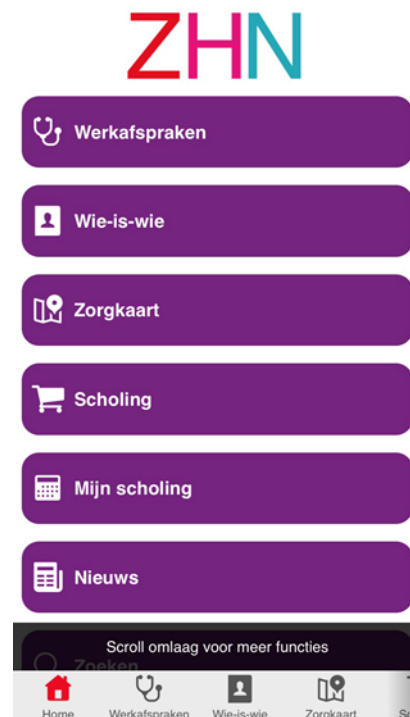 ZHN
Werkafspraken
Wie-is-wie
Zorgkaart
Scholing
Mijn scholing
Nieuws
Scroll omlaag voor meer functies
Zoeken
Home Werkafspraken Wie-is-wie Zorgkaart